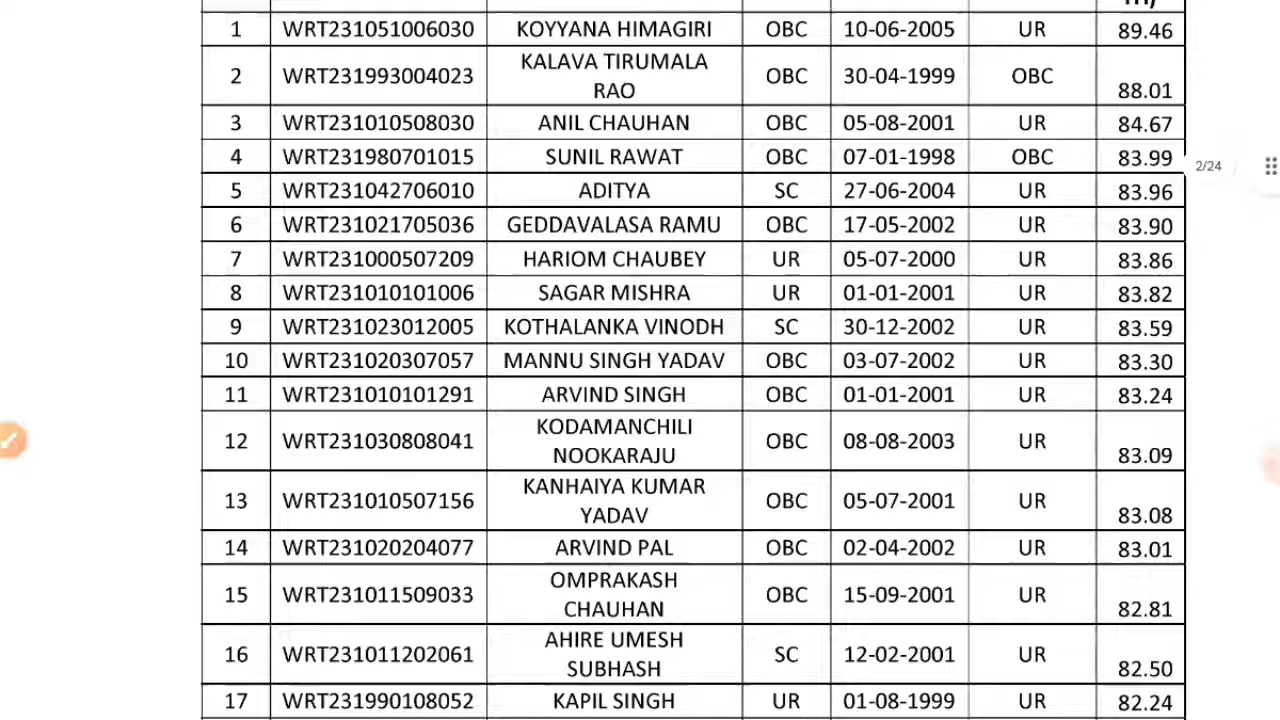 1 WRT231051006030 KOYYANA HIMAGIRI OBC 10-06-2005 UR 89.46
2 WRT231993004023 KALAVA TIRUMALA RAO OBC 30-04-1999 OBC 88.01
3 WRT231010508030 ANIL CHAUHAN OBC 05-08-2001 UR 84.67
4 WRT231980701015 SUNIL RAWAT OBC 07-01-1998 OBC 83.99
2/24
5 WRT231042706010 ADITYA SC 27-06-2004 UR 83.96
6 WRT231021705036 GEDDAVALASA RAMU OBC 17-05-2002 UR 83.90
7 WRT231000507209 HARIOM CHAUBEY UR 05-07-2000 UR 83.86
8 WRT231010101006 SAGAR MISHRA UR 01-01-2001 UR 83.82
9 WRT231023012005 KOTHALANKA VINODH SC 30-12-2002 UR 83.59
10 WRT231020307057 MANNU SINGH YADAV OBC 03-07-2002 UR 83.30
11 WRT231010101291 ARVIND SINGH OBC 01-01-2001 UR 83.24
12 WRT231030808041 KODAMANCHILI NOOKARAJU OBC 08-08-2003 UR 83.09
13 WRT231010507156 KANHAIYA KUMAR YADAV OBC 05-07-2001 UR 83.08
14 WRT231020204077 ARVIND PAL OBC 02-04-2002 UR 83.01
15 WRT231011509033 OMPRAKASH CHAUHAN OBC 15-09-2001 UR 82.81
16 WRT231011202061 AHIRE UMESH SUBHASH SC 12-02-2001 UR 82.50
17 WRT231990108052 KAPIL SINGH UR 01-08-1999 UR 82.24